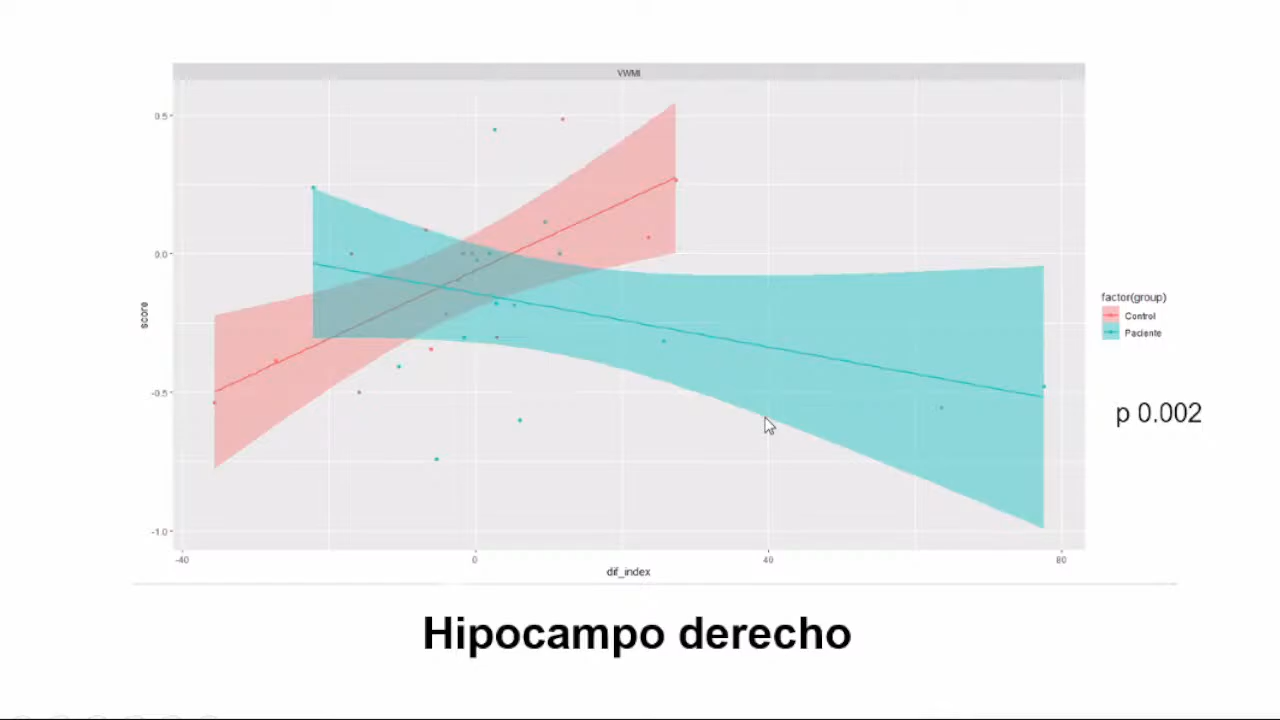 VWMI
0.5
0.0
-0.5
-1.0
score
-40
0
40
80
dif_index
factor(group)
Control
Paciente
p 0.002
Hipocampo derecho